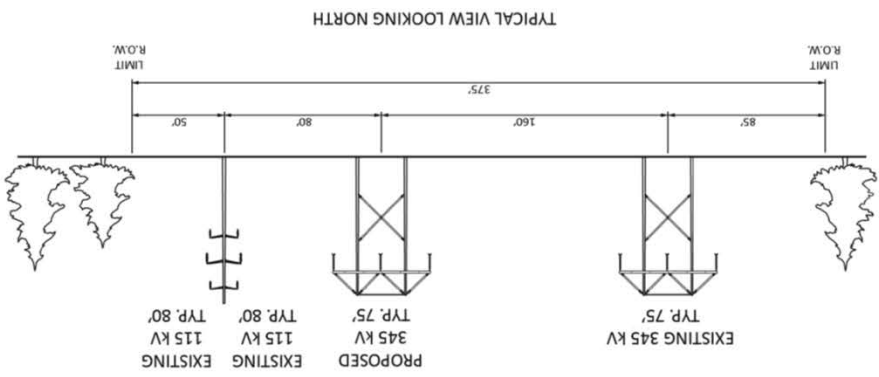 EXISTING 345 kV
TYP. 75'
PROPOSED
345 kV
TYP. 75'
EXISTING
115 kV
TYP. 80'
EXISTING
115 kV
TYP. 80'
85'
160'
80'
50'
375'
LIMIT
R.O.W.
LIMIT
R.O.W.
TYPICAL VIEW LOOKING NORTH